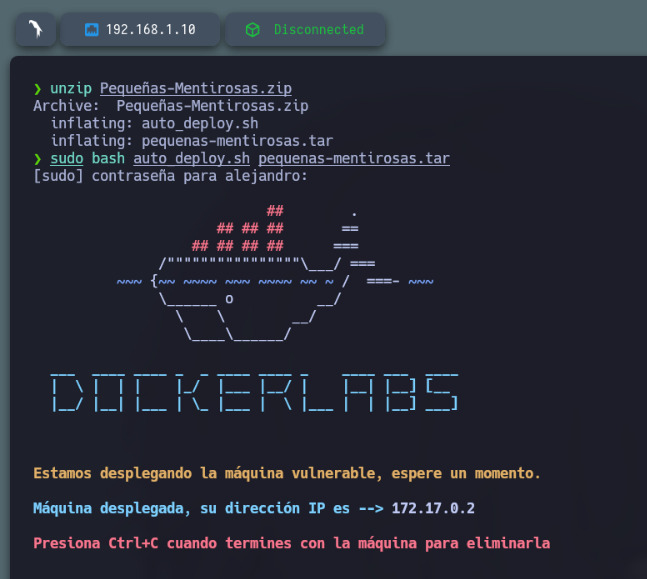 192.168.1.10
Disconnected
❯ unzip Pequeñas-Mentirosas.zip
Archive:  Pequeñas-Mentirosas.zip
  inflating: auto_deploy.sh
  inflating: pequenas-mentirosas.tar
❯ sudo bash auto_deploy.sh pequenas-mentirosas.tar
[sudo] contraseña para alejandro:
DOCKERLABS
Estamos desplegando la máquina vulnerable, espere un momento.
Máquina desplegada, su dirección IP es --> 172.17.0.2
Presiona Ctrl+C cuando termines con la máquina para eliminarla